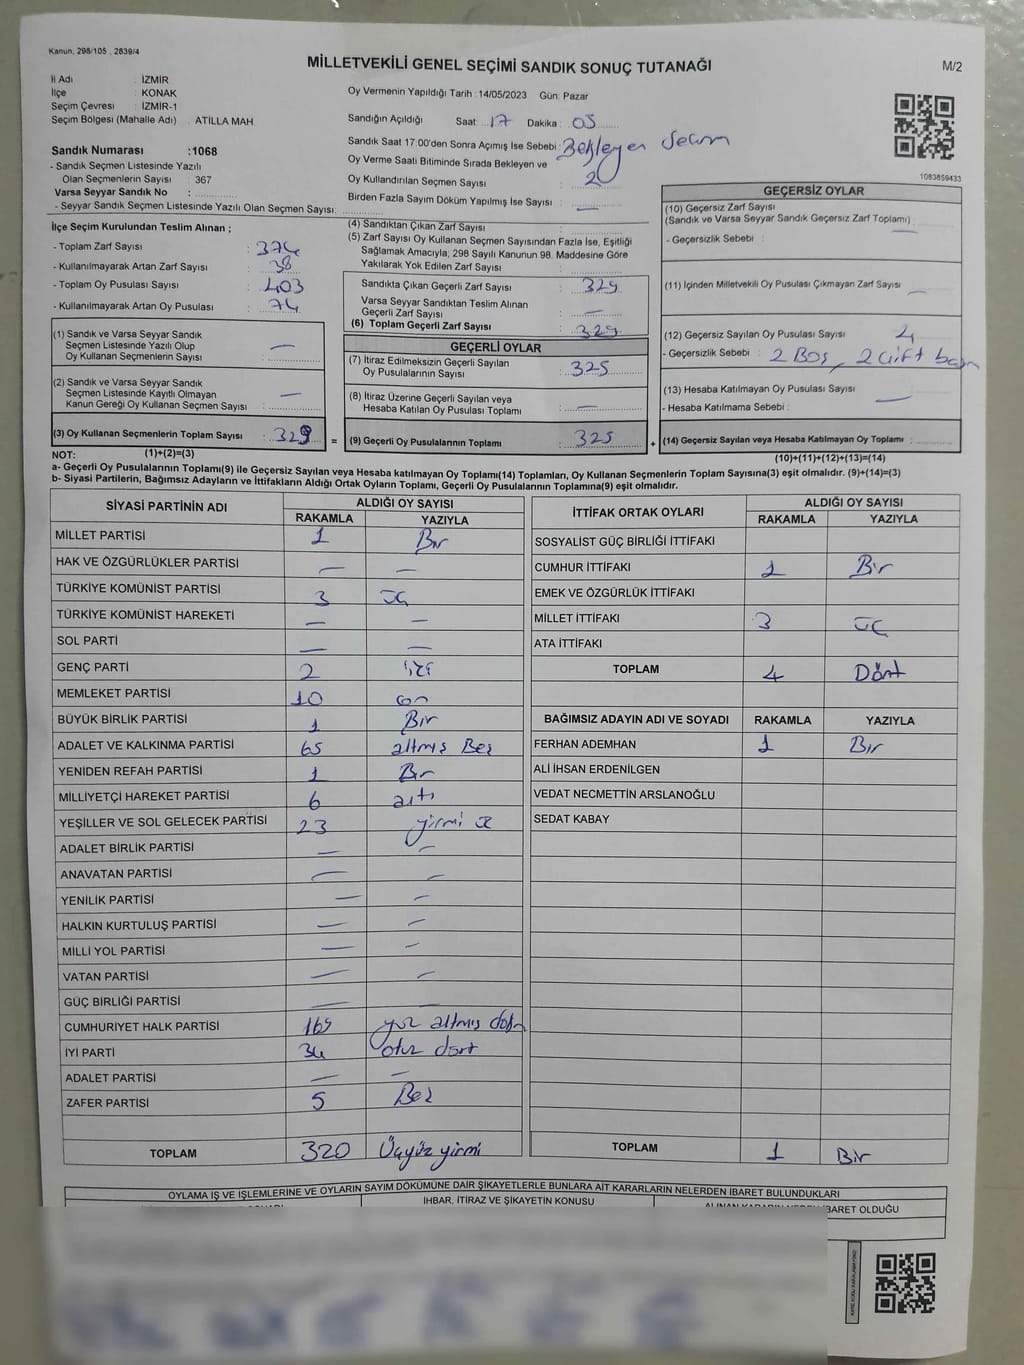 Kanun; 298/105 , 2839/4
MİLLETVEKİLİ GENEL SEÇİMİ SANDIK SONUÇ TUTANAĞI
M/2
İl Adı : İZMİR
İlçe : KONAK
Seçim Çevresi : İZMİR-1
Seçim Bölgesi (Mahalle Adı) : ATİLLA MAH.
Oy Vermenin Yapıldığı Tarih : 14/05/2023 Gün: Pazar
Sandığın Açıldığı Saat: 17 Dakika : 05
Sandık Saat 17:00'den Sonra Açımış İse Sebebi : Bekleyen Seçim
Oy Verme Saati Bitiminde Sırada Bekleyen ve
Oy Kullandırılan Seçmen Sayısı : 2
Birden Fazla Sayım Döküm Yapılmış İse Sayısı : —
1083859433
Sandık Numarası :1068
- Sandık Seçmen Listesinde Yazılı
Olan Seçmenlerin Sayısı : 367
Varsa Seyyar Sandık No :
- Seyyar Sandık Seçmen Listesinde Yazılı Olan Seçmen Sayısı:
İlçe Seçim Kurulundan Teslim Alınan ;
- Toplam Zarf Sayısı : 374
- Kullanılmayarak Artan Zarf Sayısı : 38
- Toplam Oy Pusulası Sayısı : 403
- Kullanılmayarak Artan Oy Pusulası : 74
(1) Sandık ve Varsa Seyyar Sandık
Seçmen Listesinde Yazılı Olup
Oy Kullanan Seçmenlerin Sayısı : —
(2) Sandık ve Varsa Seyyar Sandık
Seçmen Listesinde Kayıtlı Olmayan
Kanun Gereği Oy Kullanan Seçmen Sayısı : —
(3) Oy Kullanan Seçmenlerin Toplam Sayısı : 329
(1)+(2)=(3)
(4) Sandıktan Çıkan Zarf Sayısı :
(5) Zarf Sayısı Oy Kullanan Seçmen Sayısından Fazla İse, Eşitliği
Sağlamak Amacıyla; 298 Sayılı Kanunun 98. Maddesine Göre
Yakılarak Yok Edilen Zarf Sayısı :
Sandıkta Çıkan Geçerli Zarf Sayısı : 329
Varsa Seyyar Sandıktan Teslim Alınan
Geçerli Zarf Sayısı : —
(6) Toplam Geçerli Zarf Sayısı : 329
GEÇERLİ OYLAR
(7) İtiraz Edilmeksizin Geçerli Sayılan
Oy Pusulalarının Sayısı : 325
(8) İtiraz Üzerine Geçerli Sayılan veya
Hesaba Katılan Oy Pusulası Toplamı : —
= (9) Geçerli Oy Pusulalarının Toplamı : 325
GEÇERSİZ OYLAR
(10) Geçersiz Zarf Sayısı
(Sandık ve Varsa Seyyar Sandık Geçersiz Zarf Toplamı) : —
- Geçersizlik Sebebi :
(11) İçinden Milletvekili Oy Pusulası Çıkmayan Zarf Sayısı : —
(12) Geçersiz Sayılan Oy Pusulası Sayısı : 4
- Geçersizlik Sebebi : 2 Boş, 2 çift basm
(13) Hesaba Katılmayan Oy Pusulası Sayısı : —
- Hesaba Katılmama Sebebi :
+ (14) Geçersiz Sayılan veya Hesaba Katılmayan Oy Toplamı :
(10)+(11)+(12)+(13)=(14)
NOT:
a- Geçerli Oy Pusulalarının Toplamı(9) ile Geçersiz Sayılan veya Hesaba katılmayan Oy Toplamı(14) Toplamları, Oy Kullanan Seçmenlerin Toplam Sayısına(3) eşit olmalıdır. (9)+(14)=(3)
b- Siyasi Partilerin, Bağımsız Adayların ve İttifakların Aldığı Ortak Oyların Toplamı, Geçerli Oy Pusulalarının Toplamına(9) eşit olmalıdır.
SİYASİ PARTİNİN ADI ALDIĞI OY SAYISI
RAKAMLA YAZIYLA
MİLLET PARTİSİ 1 Bir
HAK VE ÖZGÜRLÜKLER PARTİSİ — —
TÜRKİYE KOMÜNİST PARTİSİ 3 üç
TÜRKİYE KOMÜNİST HAREKETİ — —
SOL PARTİ — —
GENÇ PARTİ 2 iki
MEMLEKET PARTİSİ 10 on
BÜYÜK BİRLİK PARTİSİ 1 Bir
ADALET VE KALKINMA PARTİSİ 65 altmış Beş
YENİDEN REFAH PARTİSİ 1 Bir
MİLLİYETÇİ HAREKET PARTİSİ 6 altı
YEŞİLLER VE SOL GELECEK PARTİSİ 23 yirmi üç
ADALET BİRLİK PARTİSİ — —
ANAVATAN PARTİSİ — —
YENİLİK PARTİSİ — —
HALKIN KURTULUŞ PARTİSİ — —
MİLLİ YOL PARTİSİ — —
VATAN PARTİSİ — —
GÜÇ BİRLİĞİ PARTİSİ — —
CUMHURİYET HALK PARTİSİ 169 yüz altmış dokuz
İYİ PARTİ 34 otuz dört
ADALET PARTİSİ — —
ZAFER PARTİSİ 5 Beş
TOPLAM 320 Üçyüz yirmi
İTTİFAK ORTAK OYLARI ALDIĞI OY SAYISI
RAKAMLA YAZIYLA
SOSYALİST GÜÇ BİRLİĞİ İTTİFAKI
CUMHUR İTTİFAKI 1 Bir
EMEK VE ÖZGÜRLÜK İTTİFAKI
MİLLET İTTİFAKI 3 üç
ATA İTTİFAKI
TOPLAM 4 Dört
BAĞIMSIZ ADAYIN ADI VE SOYADI RAKAMLA YAZIYLA
FERHAN ADEMHAN 1 Bir
ALİ İHSAN ERDENİLGEN
VEDAT NECMETTİN ARSLANOĞLU
SEDAT KABAY
TOPLAM 1 Bir
OYLAMA İŞ VE İŞLEMLERİNE VE OYLARIN SAYIM DÖKÜMÜNE DAİR ŞİKAYETLERLE BUNLARA AİT KARARLARIN NELERDEN İBARET BULUNDUKLARI
İHBAR, İTİRAZ VE ŞİKAYETİN KONUSU
İBARET OLDUĞU